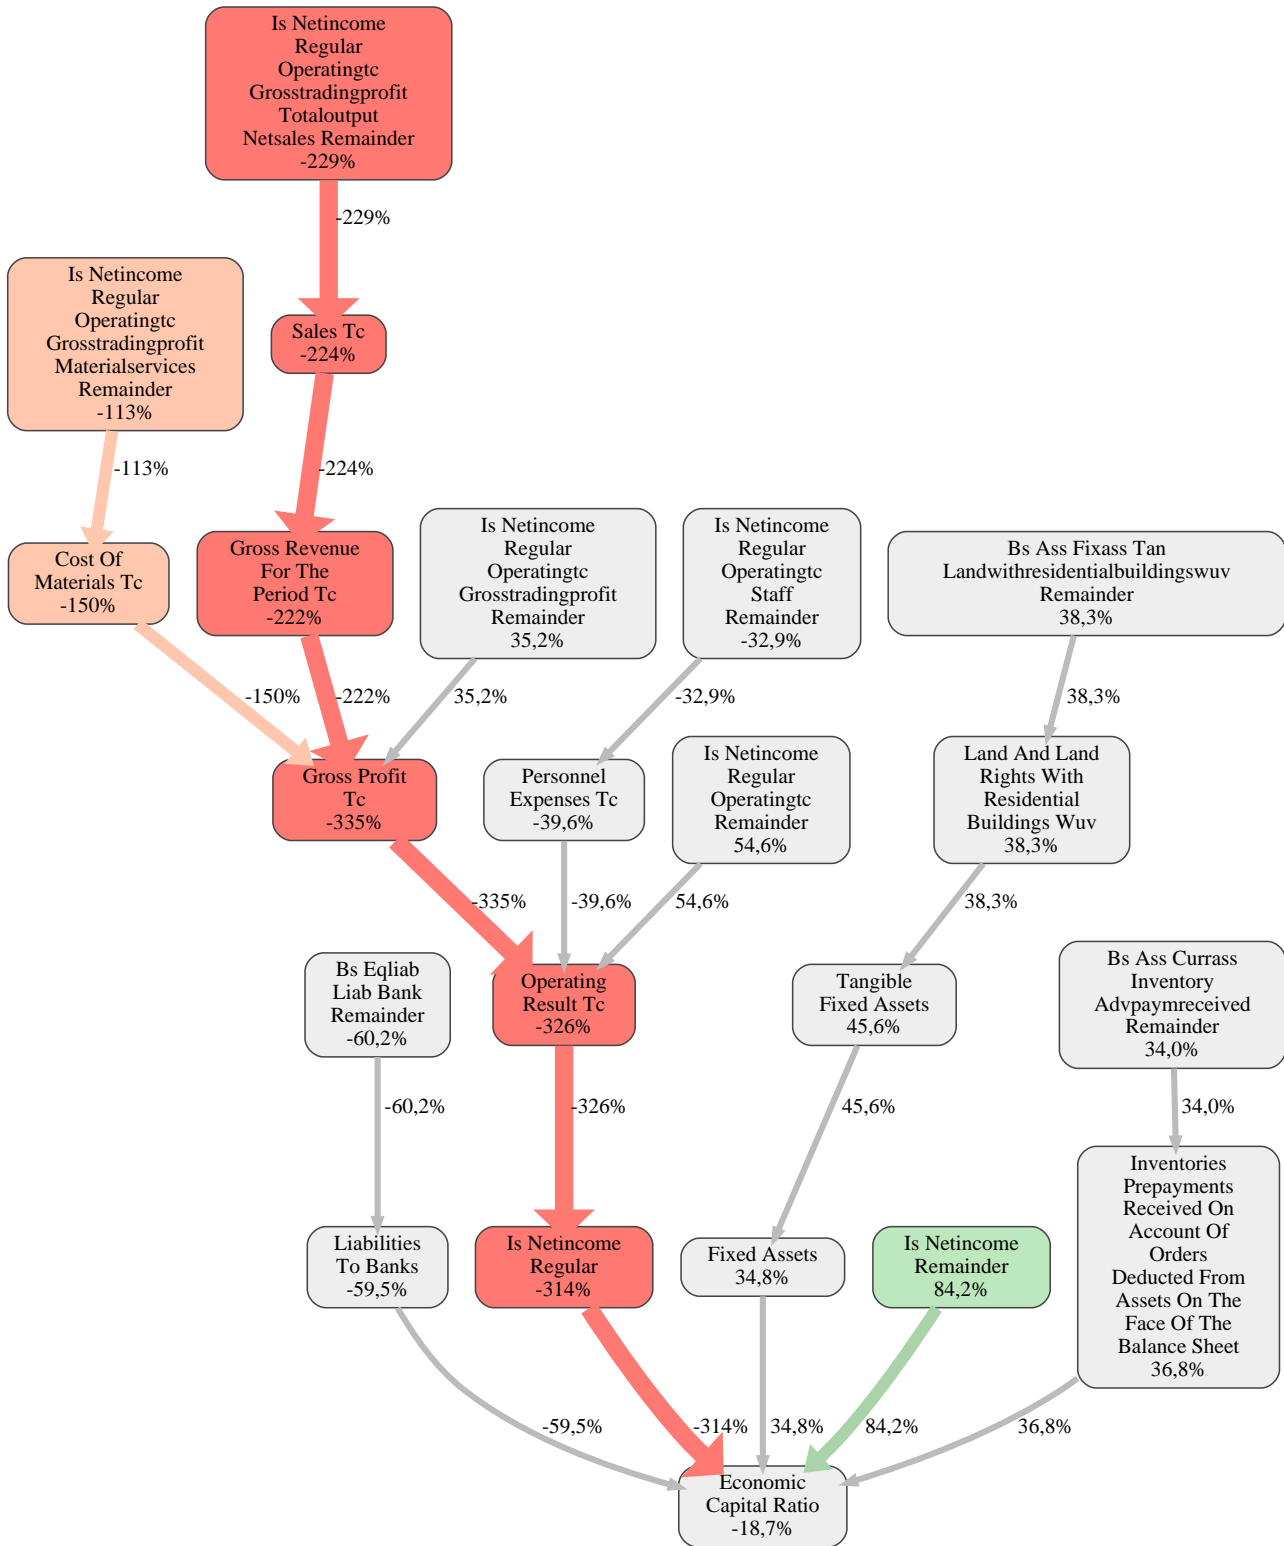 Is Netincome
Regular
Operatingtc
Grosstradingprofit
Totaloutput
Netsales Remainder
-229%
-229%
Is Netincome
Regular
Operatingtc
Grosstradingprofit
Materialservices
Remainder
-113%
Sales Tc
-224%
-113%
-224%
Cost Of
Materials Tc
-150%
Gross Revenue
For The
Period Tc
-222%
Is Netincome
Regular
Operatingtc
Grosstradingprofit
Remainder
35,2%
Is Netincome
Regular
Operatingtc
Staff
Remainder
-32,9%
Bs Ass Fixass Tan
Landwithresidentialbuildingswuv
Remainder
38,3%
-150%
-222%
35,2%
-32,9%
38,3%
Gross Profit
Tc
-335%
Personnel
Expenses Tc
-39,6%
Is Netincome
Regular
Operatingtc
Remainder
54,6%
Land And Land
Rights With
Residential
Buildings Wuv
38,3%
-335%
-39,6%
54,6%
38,3%
Bs Eqliab
Liab Bank
Remainder
-60,2%
Operating
Result Tc
-326%
Tangible
Fixed Assets
45,6%
Bs Ass Currass
Inventory
Advpaymreceived
Remainder
34,0%
-60,2%
-326%
45,6%
34,0%
Liabilities
To Banks
-59,5%
Is Netincome
Regular
-314%
Fixed Assets
34,8%
Is Netincome
Remainder
84,2%
Inventories
Prepayments
Received On
Account Of
Orders
Deducted From
Assets On The
Face Of The
Balance Sheet
36,8%
-59,5%
-314%
34,8%
84,2%
36,8%
Economic
Capital Ratio
-18,7%